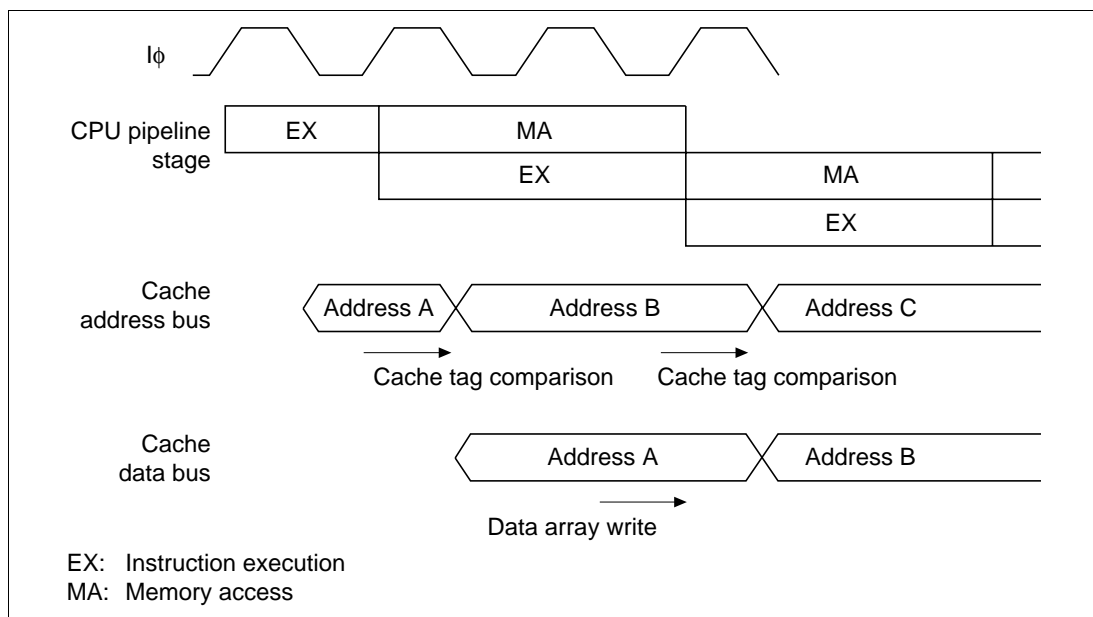 Iϕ
CPU pipeline
stage
EX
MA
EX
MA
EX
Cache
address bus
Address A
Address B
Address C
Cache tag comparison
Cache tag comparison
Cache
data bus
Address A
Address B
Data array write
EX: Instruction execution
MA: Memory access